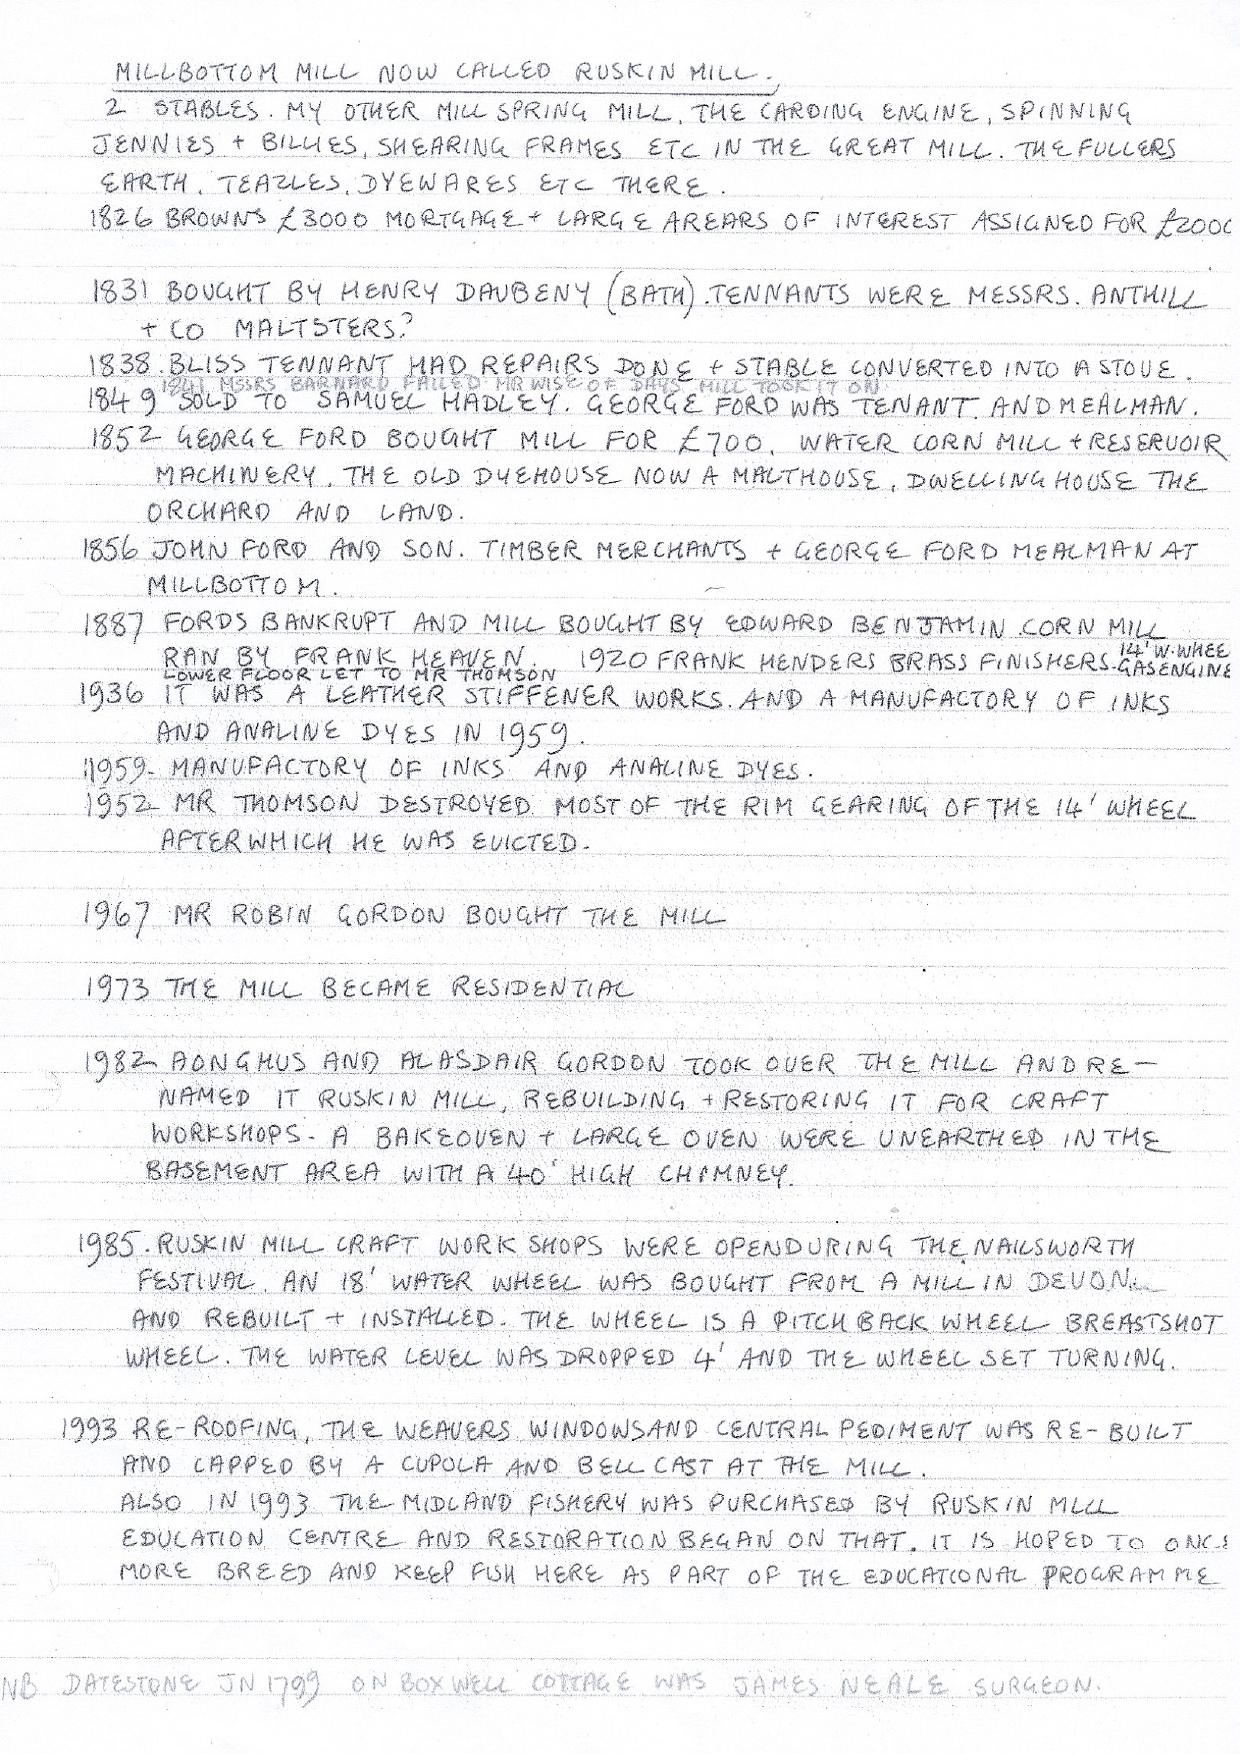 MILLBOTTOM MILL NOW CALLED RUSKIN MILL.
2 STABLES. MY OTHER MILL SPRING MILL, THE CARDING ENGINE, SPINNING
JENNIES + BILLIES, SHEARING FRAMES ETC IN THE GREAT MILL. THE FULLERS
EARTH, TEAZLES, DYEWARES ETC THERE.
1826 BROWNS £3000 MORTGAGE + LARGE AREARS OF INTEREST ASSIGNED FOR £2000
1831 BOUGHT BY HENRY DAUBENY (BATH). TENNANTS WERE MESSRS. ANTHILL
+ CO MALTSTERS?
1838. BLISS TENNANT HAD REPAIRS DONE + STABLE CONVERTED INTO A STOVE.
1841 MSSRS BARNARD FAILED MR WISE OF DAYS MILL TOOK IT ON
1849 SOLD TO SAMUEL HADLEY. GEORGE FORD WAS TENANT AND MEALMAN.
1852 GEORGE FORD BOUGHT MILL FOR £700. WATER CORN MILL + RESERVOIR
MACHINERY. THE OLD DYEHOUSE NOW A MALTHOUSE, DWELLING HOUSE THE
ORCHARD AND LAND.
1856 JOHN FORD AND SON. TIMBER MERCHANTS + GEORGE FORD MEALMAN AT
MILLBOTTOM.
1887 FORDS BANKRUPT AND MILL BOUGHT BY EDWARD BENJAMIN. CORN MILL
RAN BY FRANK HEAVEN. 1920 FRANK HENDERS BRASS FINISHERS. 14' W. WHEE
GAS ENGINE
LOWER FLOOR LET TO MR THOMSON
1936 IT WAS A LEATHER STIFFENER WORKS. AND A MANUFACTORY OF INKS
AND ANALINE DYES IN 1959.
1959. MANUFACTORY OF INKS AND ANALINE DYES.
1952 MR THOMSON DESTROYED MOST OF THE RIM GEARING OF THE 14' WHEEL
AFTER WHICH HE WAS EVICTED.
1967 MR ROBIN GORDON BOUGHT THE MILL
1973 THE MILL BECAME RESIDENTIAL
1982 AONGHUS AND ALASDAIR GORDON TOOK OVER THE MILL AND RE-
NAMED IT RUSKIN MILL, REBUILDING + RESTORING IT FOR CRAFT
WORKSHOPS. A BAKEOVEN + LARGE OVEN WERE UNEARTHED IN THE
BASEMENT AREA WITH A 40' HIGH CHIMNEY.
1985. RUSKIN MILL CRAFT WORK SHOPS WERE OPEN DURING THE NAILSWORTH
FESTIVAL. AN 18' WATER WHEEL WAS BOUGHT FROM A MILL IN DEVON.
AND REBUILT + INSTALLED. THE WHEEL IS A PITCH BACK WHEEL BREASTSHOT
WHEEL. THE WATER LEVEL WAS DROPPED 4' AND THE WHEEL SET TURNING.
1993 RE-ROOFING, THE WEAVERS WINDOWS AND CENTRAL PEDIMENT WAS RE-BUILT
AND CAPPED BY A CUPOLA AND BELL CAST AT THE MILL.
ALSO IN 1993 THE MIDLAND FISHERY WAS PURCHASED BY RUSKIN MILL
EDUCATION CENTRE AND RESTORATION BEGAN ON THAT. IT IS HOPED TO ONCE
MORE BREED AND KEEP FISH HERE AS PART OF THE EDUCATIONAL PROGRAMME
NB DATESTONE JN 1799 ON BOXWELL COTTAGE WAS JAMES NEALE SURGEON.